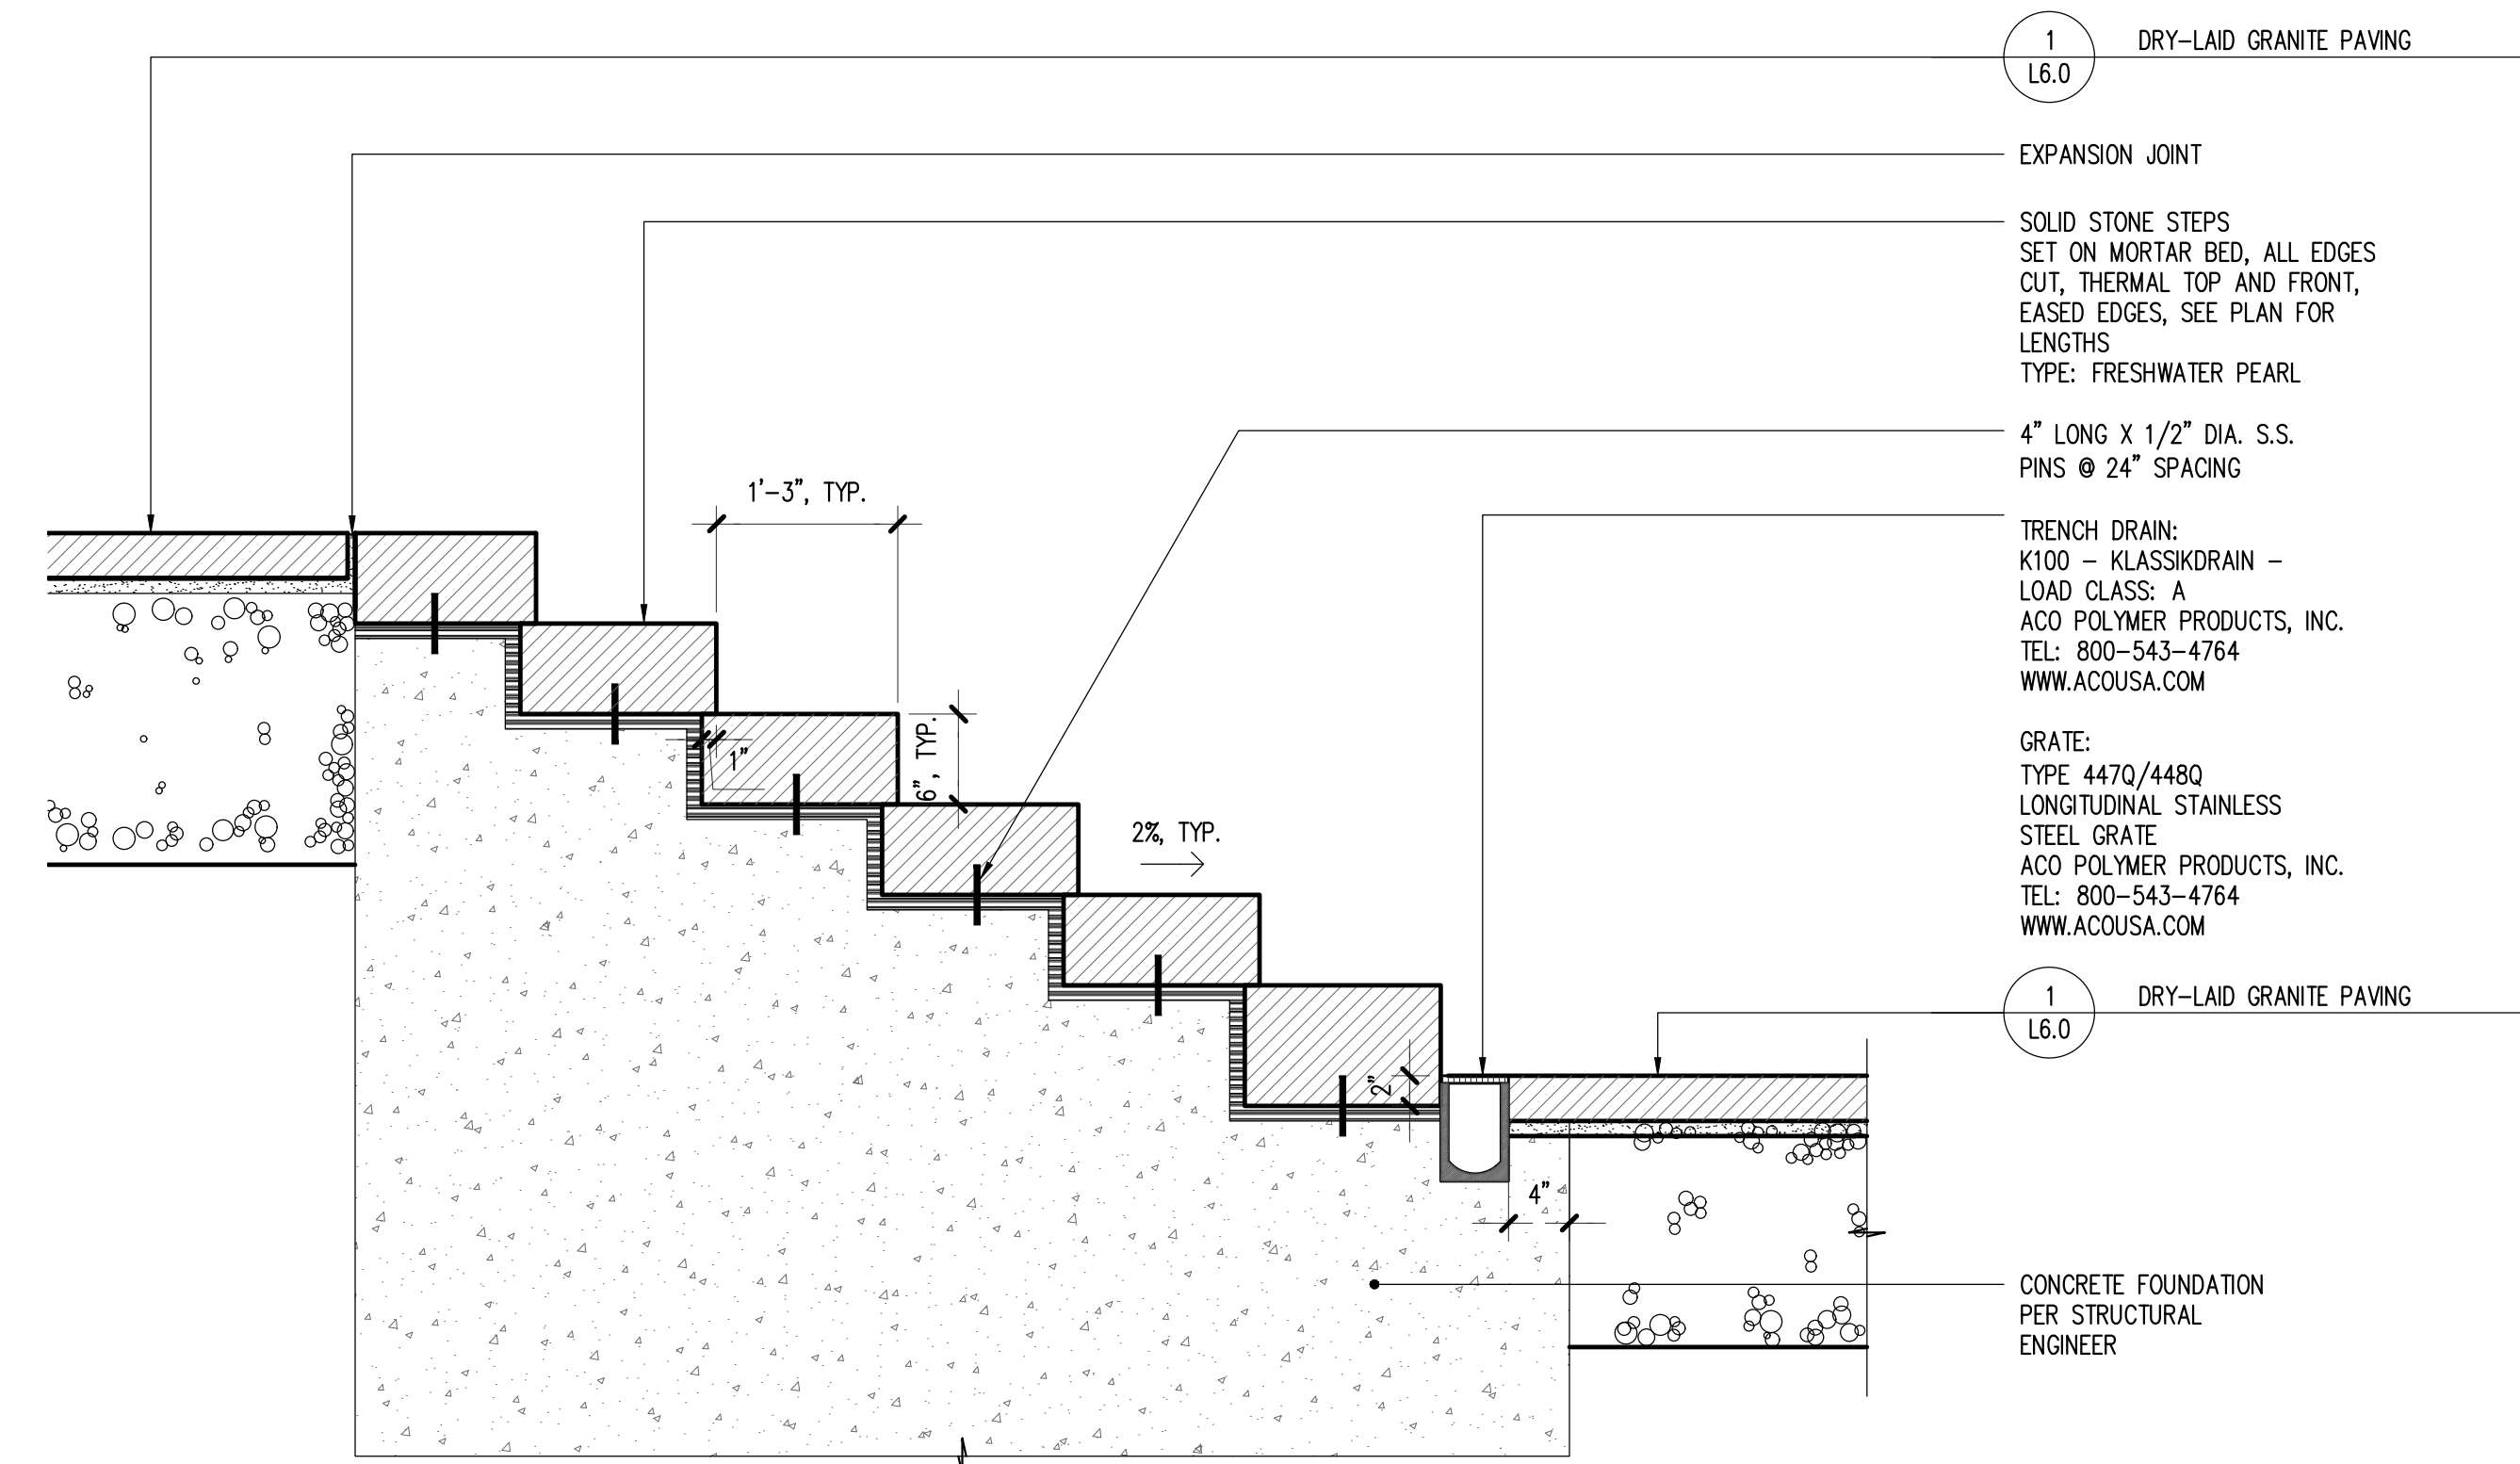 1
L6.0
DRY-LAID GRANITE PAVING
EXPANSION JOINT
SOLID STONE STEPS
SET ON MORTAR BED, ALL EDGES
CUT, THERMAL TOP AND FRONT,
EASED EDGES, SEE PLAN FOR
LENGTHS
TYPE: FRESHWATER PEARL
4" LONG X 1/2" DIA. S.S.
PINS @ 24" SPACING
1'-3", TYP.
TRENCH DRAIN:
K100 - KLASSIKDRAIN -
LOAD CLASS: A
ACO POLYMER PRODUCTS, INC.
TEL: 800-543-4764
WWW.ACOUSA.COM
1"
6", TYP.
2%, TYP.
GRATE:
TYPE 447Q/448Q
LONGITUDINAL STAINLESS
STEEL GRATE
ACO POLYMER PRODUCTS, INC.
TEL: 800-543-4764
WWW.ACOUSA.COM
1
L6.0
DRY-LAID GRANITE PAVING
2"
4"
CONCRETE FOUNDATION
PER STRUCTURAL
ENGINEER